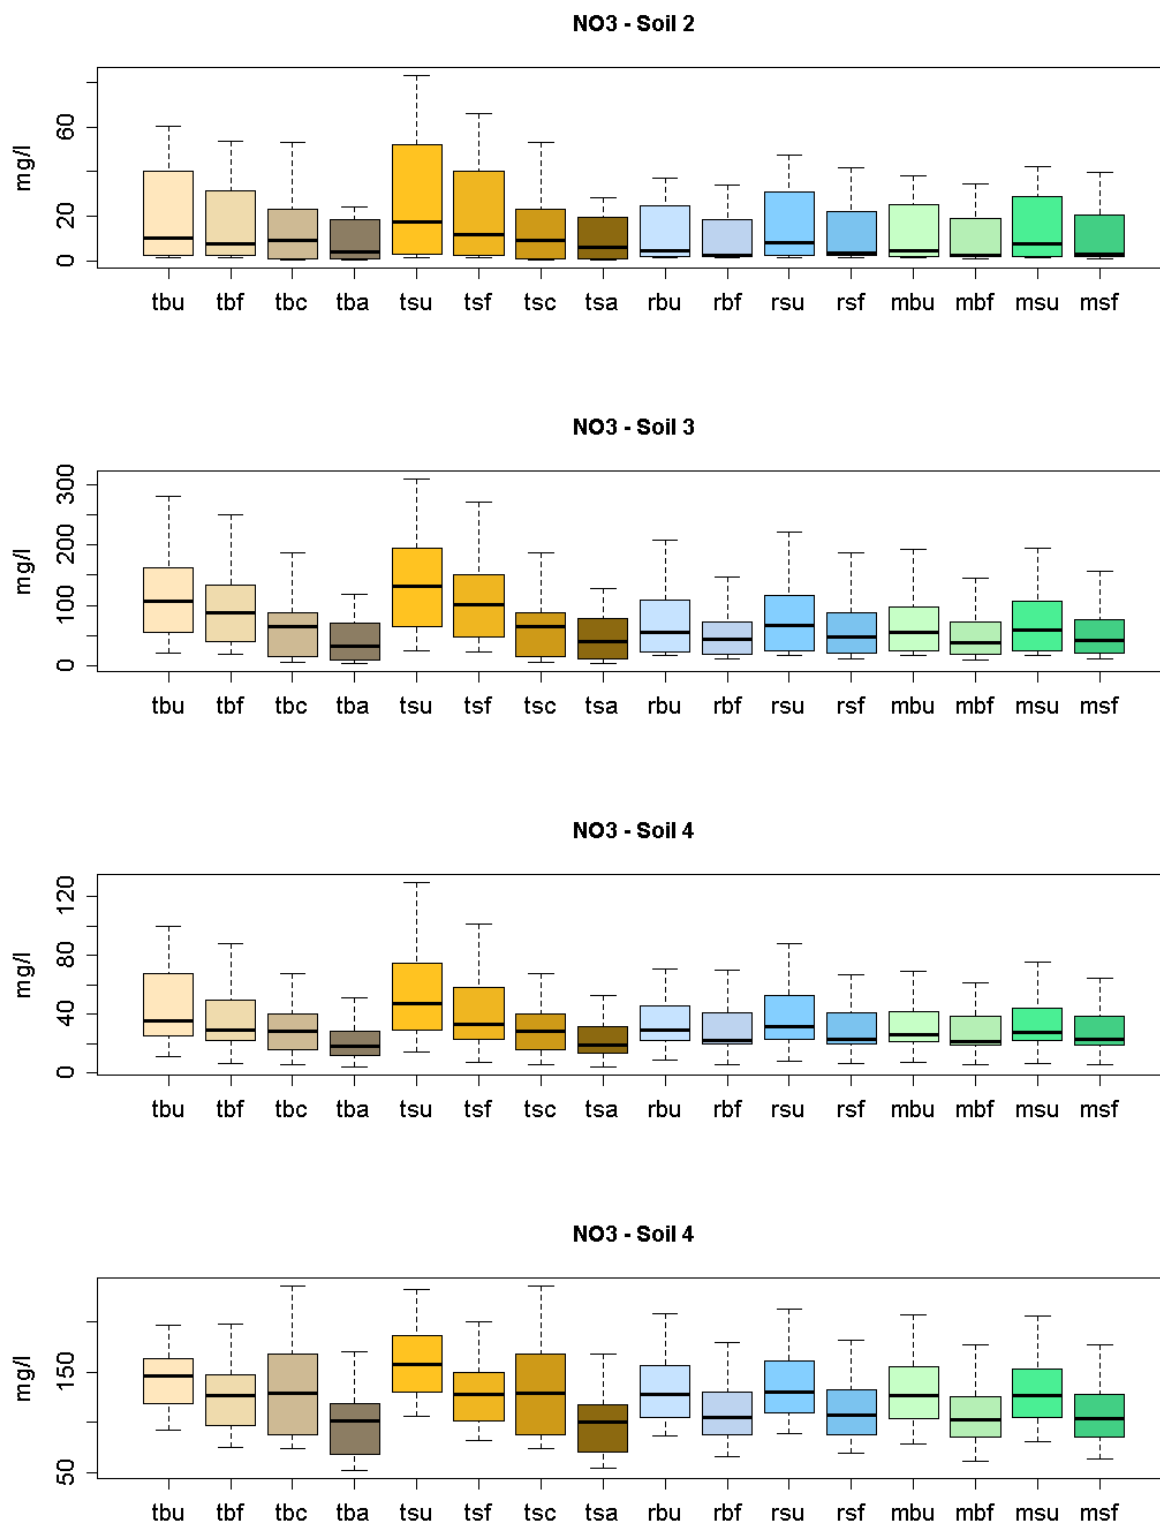 NO3 - Soil 2
mg/l
60
20
0
tbu tbf tbc tba tsu tsf tsc tsa rbu rbf rsu rsf mbu mbf msu msf
NO3 - Soil 3
mg/l
300
200
100
0
tbu tbf tbc tba tsu tsf tsc tsa rbu rbf rsu rsf mbu mbf msu msf
NO3 - Soil 4
mg/l
120
80
40
0
tbu tbf tbc tba tsu tsf tsc tsa rbu rbf rsu rsf mbu mbf msu msf
NO3 - Soil 4
mg/l
150
50
tbu tbf tbc tba tsu tsf tsc tsa rbu rbf rsu rsf mbu mbf msu msf